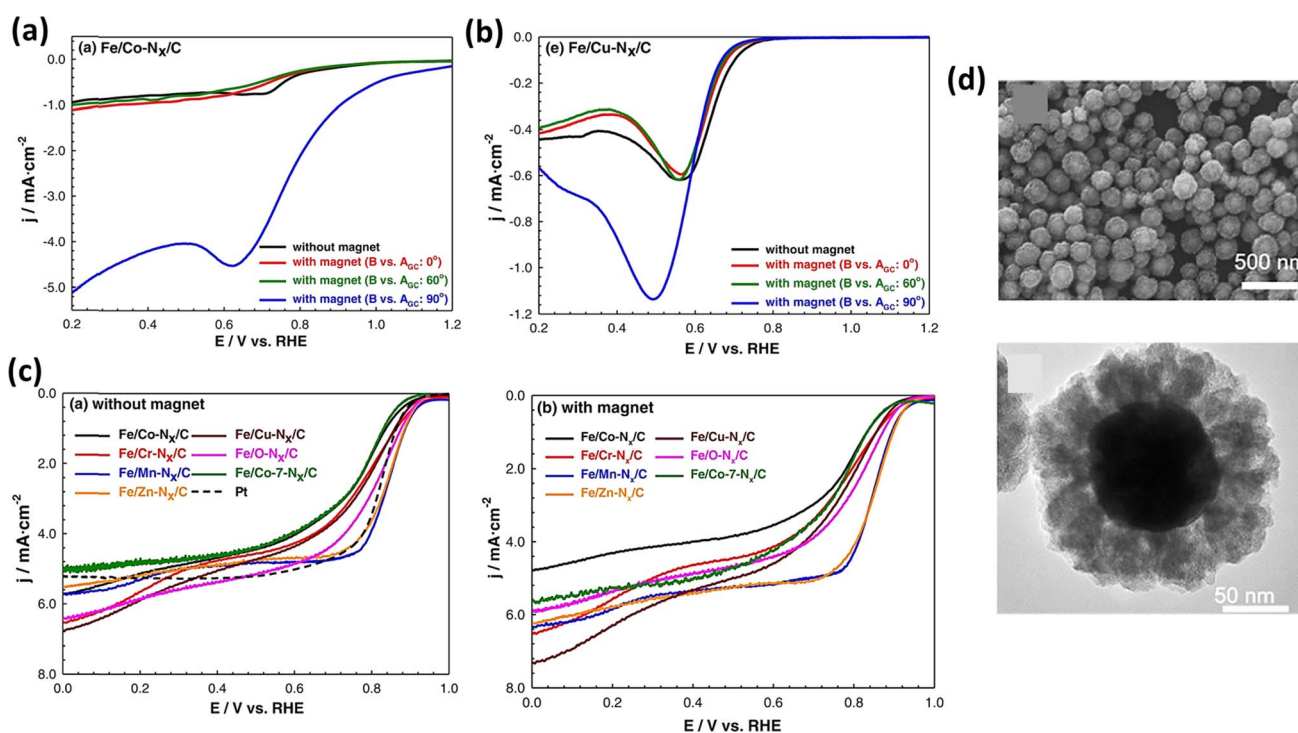 (a)
(a) Fe/Co-NX/C
0.0
-1.0
-2.0
-3.0
-4.0
-5.0
j / mA·cm-2
without magnet
with magnet (B vs. AGC: 0o)
with magnet (B vs. AGC: 60o)
with magnet (B vs. AGC: 90o)
0.2 0.4 0.6 0.8 1.0 1.2
E / V vs. RHE
(b)
(e) Fe/Cu-NX/C
0.0
-0.2
-0.4
-0.6
-0.8
-1.0
-1.2
j / mA·cm-2
without magnet
with magnet (B vs. AGC: 0o)
with magnet (B vs. AGC: 60o)
with magnet (B vs. AGC: 90o)
0.2 0.4 0.6 0.8 1.0 1.2
E / V vs. RHE
(c)
(a) without magnet
0.0
2.0
4.0
6.0
8.0
j / mA·cm-2
Fe/Co-NX/C Fe/Cu-NX/C
Fe/Cr-NX/C Fe/O-NX/C
Fe/Mn-NX/C Fe/Co-7-NX/C
Fe/Zn-NX/C Pt
0.0 0.2 0.4 0.6 0.8 1.0
E / V vs. RHE
(b) with magnet
0.0
2.0
4.0
6.0
8.0
j / mA·cm-2
Fe/Co-Nx/C Fe/Cu-Nx/C
Fe/Cr-Nx/C Fe/O-Nx/C
Fe/Mn-Nx/C Fe/Co-7-Nx/C
Fe/Zn-Nx/C
0.0 0.2 0.4 0.6 0.8 1.0
E / V vs. RHE
(d)
500 nm
50 nm